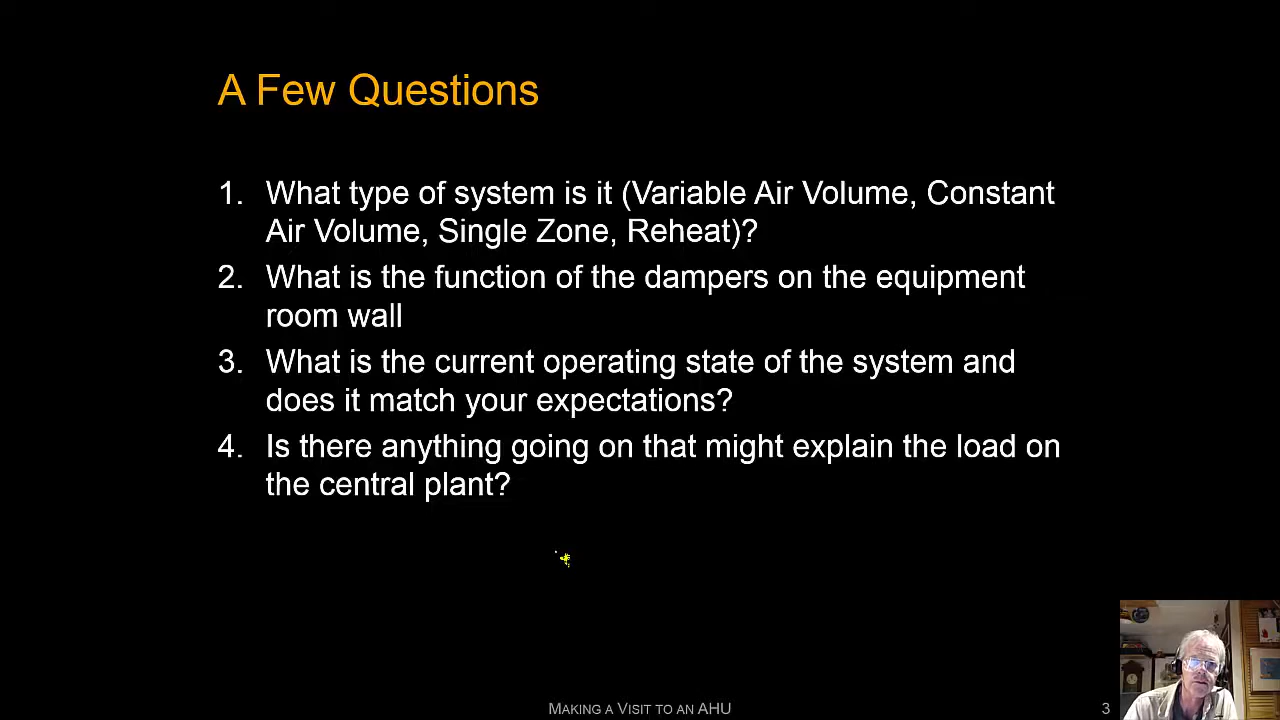 A Few Questions
1. What type of system is it (Variable Air Volume, Constant
Air Volume, Single Zone, Reheat)?
2. What is the function of the dampers on the equipment
room wall
3. What is the current operating state of the system and
does it match your expectations?
4. Is there anything going on that might explain the load on
the central plant?
MAKING A VISIT TO AN AHU
3